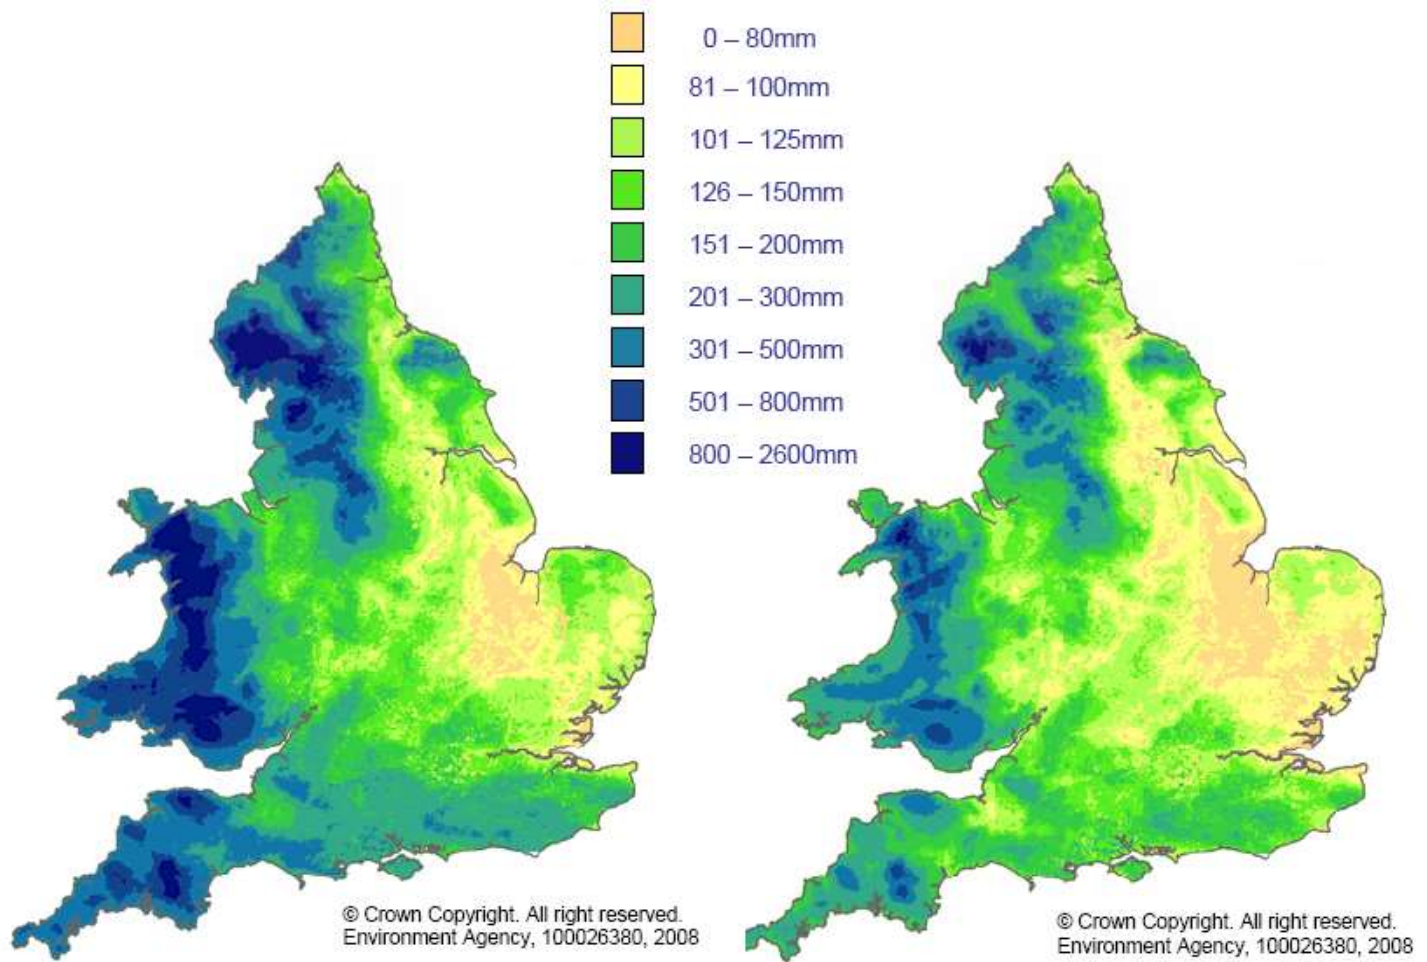 0 – 80mm
81 – 100mm
101 – 125mm
126 – 150mm
151 – 200mm
201 – 300mm
301 – 500mm
501 – 800mm
800 – 2600mm
© Crown Copyright. All right reserved.
Environment Agency, 100026380, 2008
© Crown Copyright. All right reserved.
Environment Agency, 100026380, 2008